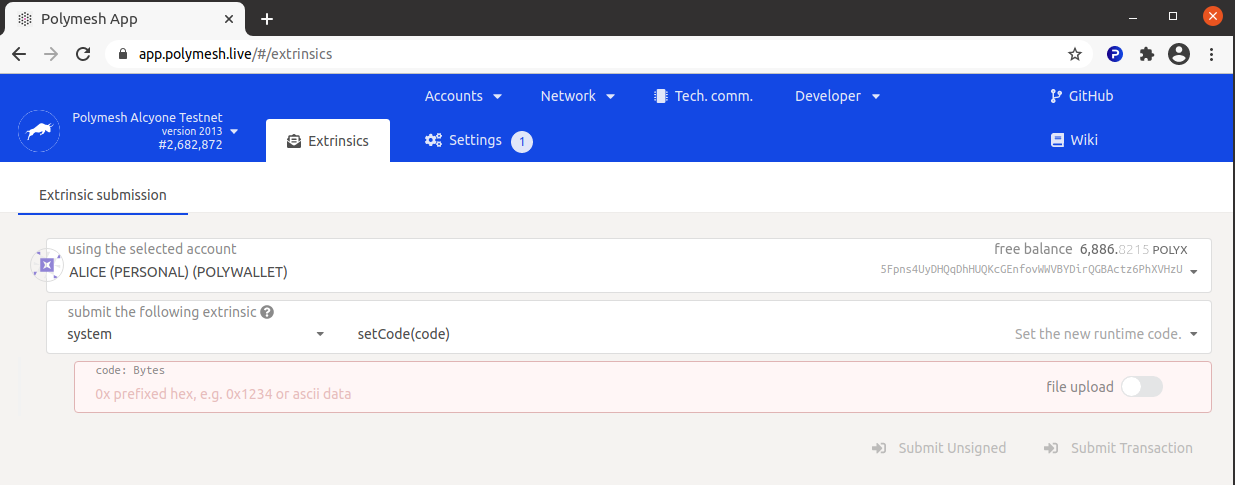 Polymesh App
app.polymesh.live/#/extrinsics
Accounts Network Tech. comm. Developer GitHub
Polymesh Alcyone Testnet
version 2013
#2,682,872
Extrinsics Settings 1 Wiki
Extrinsic submission
using the selected account free balance 6,886.8215 POLYX
ALICE (PERSONAL) (POLYWALLET) 5Fpns4UyDHQqDhHUQKcGEnfovWWVBYDirQGBActz6PhXVHzU
submit the following extrinsic
system setCode(code) Set the new runtime code.
code: Bytes
0x prefixed hex, e.g. 0x1234 or ascii data file upload
Submit Unsigned Submit Transaction